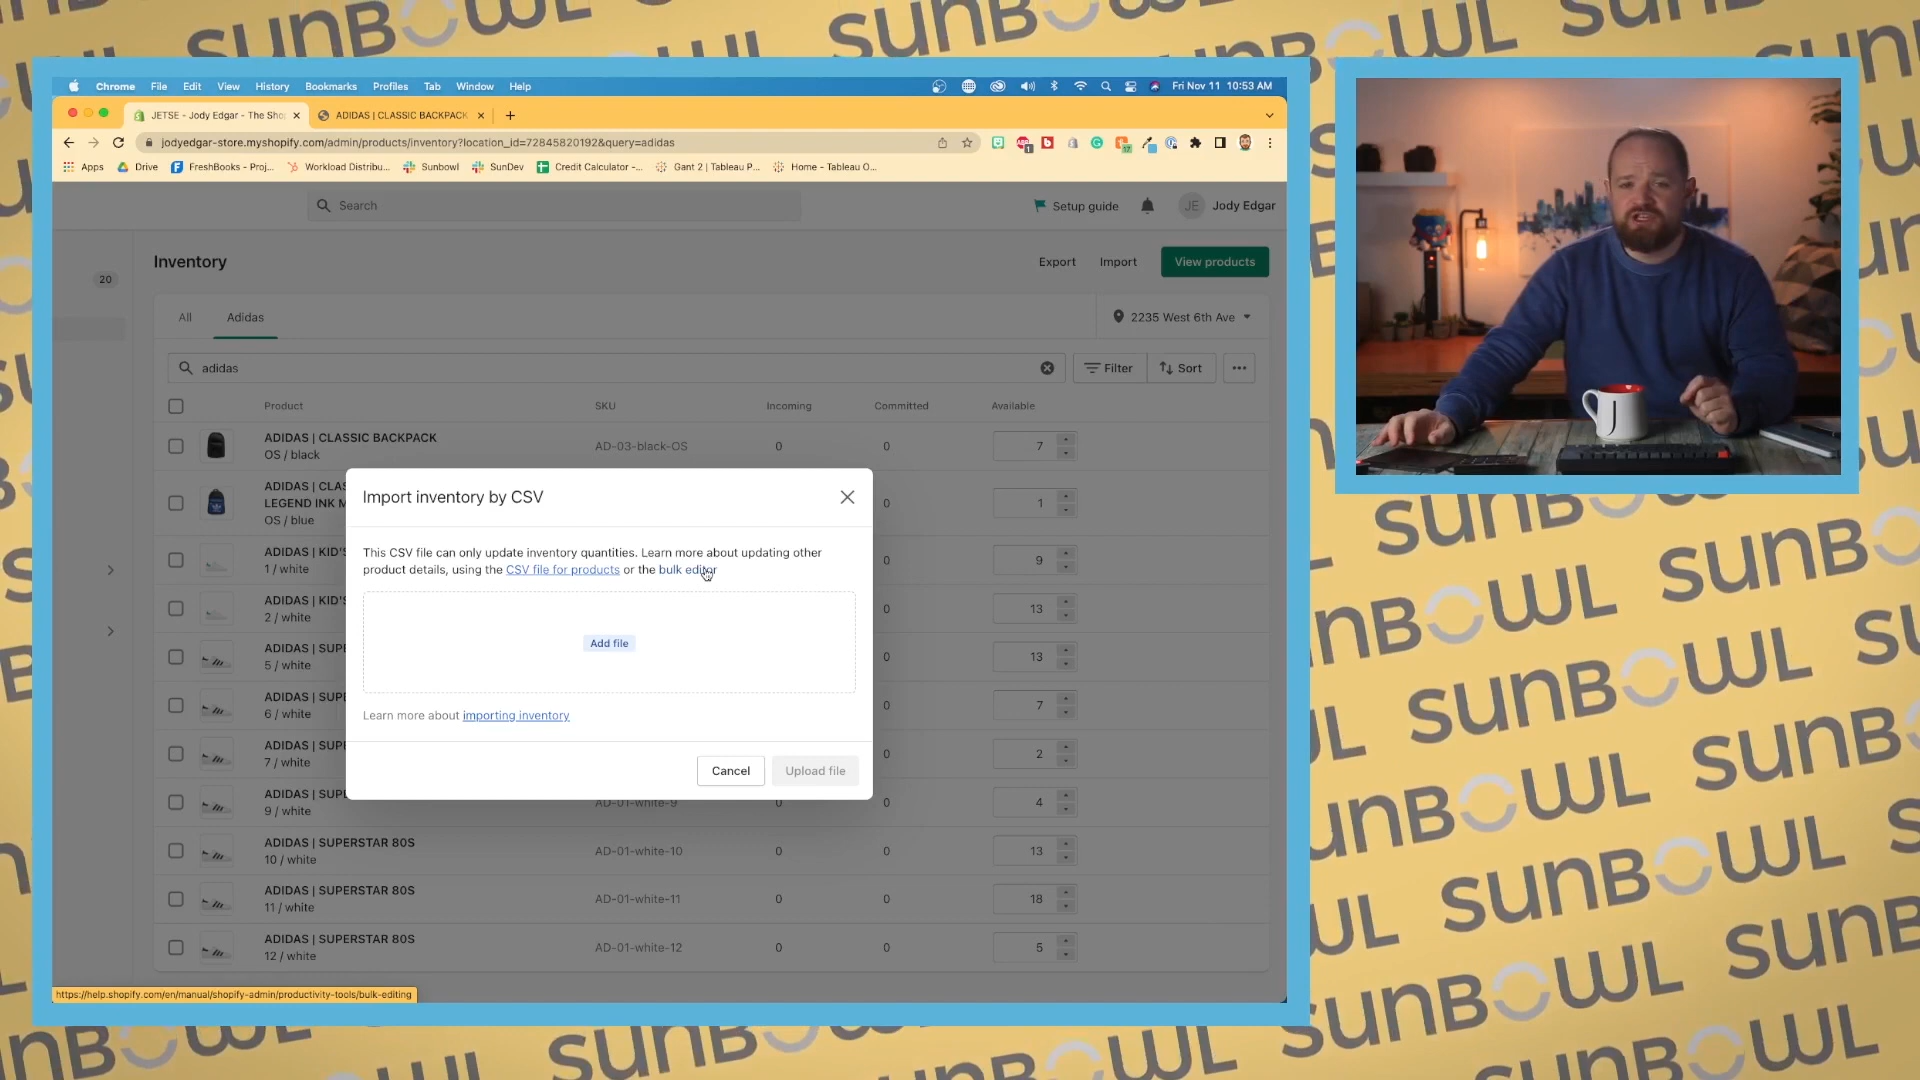 SUNBOWL
Chrome File Edit View History Bookmarks Profiles Tab Window Help
Fri Nov 11 10:53 AM
JETSE - Jody Edgar - The Sho
ADIDAS | CLASSIC BACKPACK
jodyedgar-store.myshopify.com/admin/products/inventory?location_id=72845820192&query=adidas
Apps Drive FreshBooks - Proj... Workload Distribu... Sunbowl SunDev Credit Calculator -... Gant 2 | Tableau P... Home - Tableau O...
Search
Setup guide
JE Jody Edgar
20
Inventory
Export Import View products
All Adidas
2235 West 6th Ave
adidas
Filter Sort
Product SKU Incoming Committed Available
ADIDAS | CLASSIC BACKPACK
OS / black
AD-03-black-OS 0 0 7
ADIDAS | CLAS
LEGEND INK M
OS / blue
0 1
ADIDAS | KID'S
1 / white
0 9
ADIDAS | KID'S
2 / white
0 13
ADIDAS | SUPE
5 / white
0 13
ADIDAS | SUPE
6 / white
0 7
ADIDAS | SUPE
7 / white
0 2
ADIDAS | SUPE
9 / white
AD-01-white-9 0 0 4
ADIDAS | SUPERSTAR 80S
10 / white
AD-01-white-10 0 0 13
ADIDAS | SUPERSTAR 80S
11 / white
AD-01-white-11 0 0 18
ADIDAS | SUPERSTAR 80S
12 / white
AD-01-white-12 0 0 5
Import inventory by CSV
This CSV file can only update inventory quantities. Learn more about updating other
product details, using the CSV file for products or the bulk editor
Add file
Learn more about importing inventory
Cancel Upload file
https://help.shopify.com/en/manual/shopify-admin/productivity-tools/bulk-editing
J